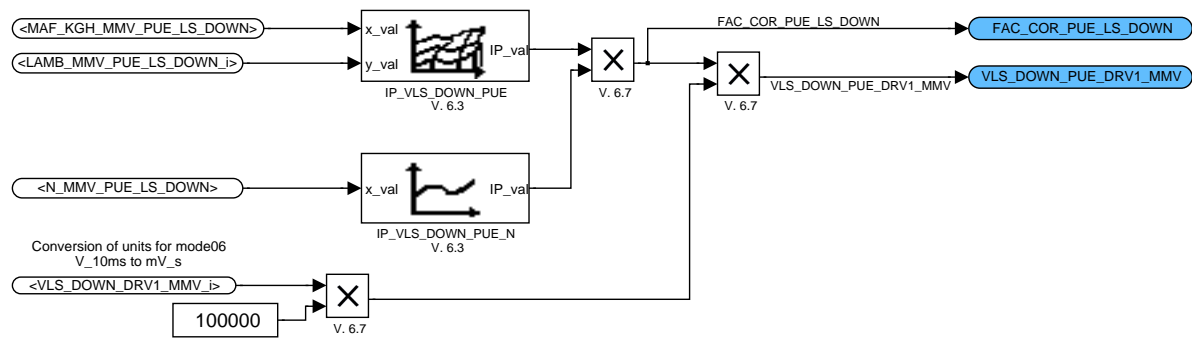 <MAF_KGH_MMV_PUE_LS_DOWN>
<LAMB_MMV_PUE_LS_DOWN_i>
x_val
y_val
IP_val
IP_VLS_DOWN_PUE
V. 6.3
V. 6.7
FAC_COR_PUE_LS_DOWN
FAC_COR_PUE_LS_DOWN
V. 6.7
VLS_DOWN_PUE_DRV1_MMV
VLS_DOWN_PUE_DRV1_MMV
<N_MMV_PUE_LS_DOWN>
x_val
IP_val
IP_VLS_DOWN_PUE_N
V. 6.3
Conversion of units for mode06
V_10ms to mV_s
<VLS_DOWN_DRV1_MMV_i>
100000
V. 6.7